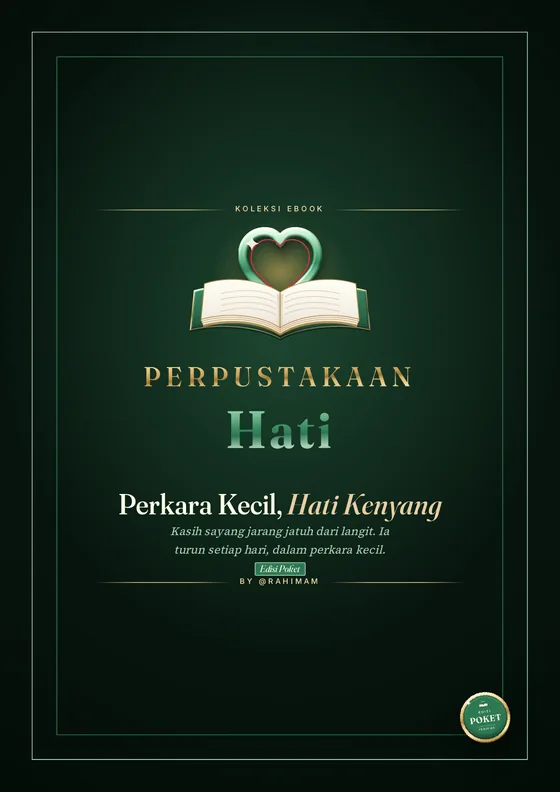 KOLEKSI EBOOK
PERPUSTAKAAN
Hati
Perkara Kecil, Hati Kenyang
Kasih sayang jarang jatuh dari langit. Ia
turun setiap hari, dalam perkara kecil.
Edisi Poket
BY @RAHIMAM
EDISI
POKET